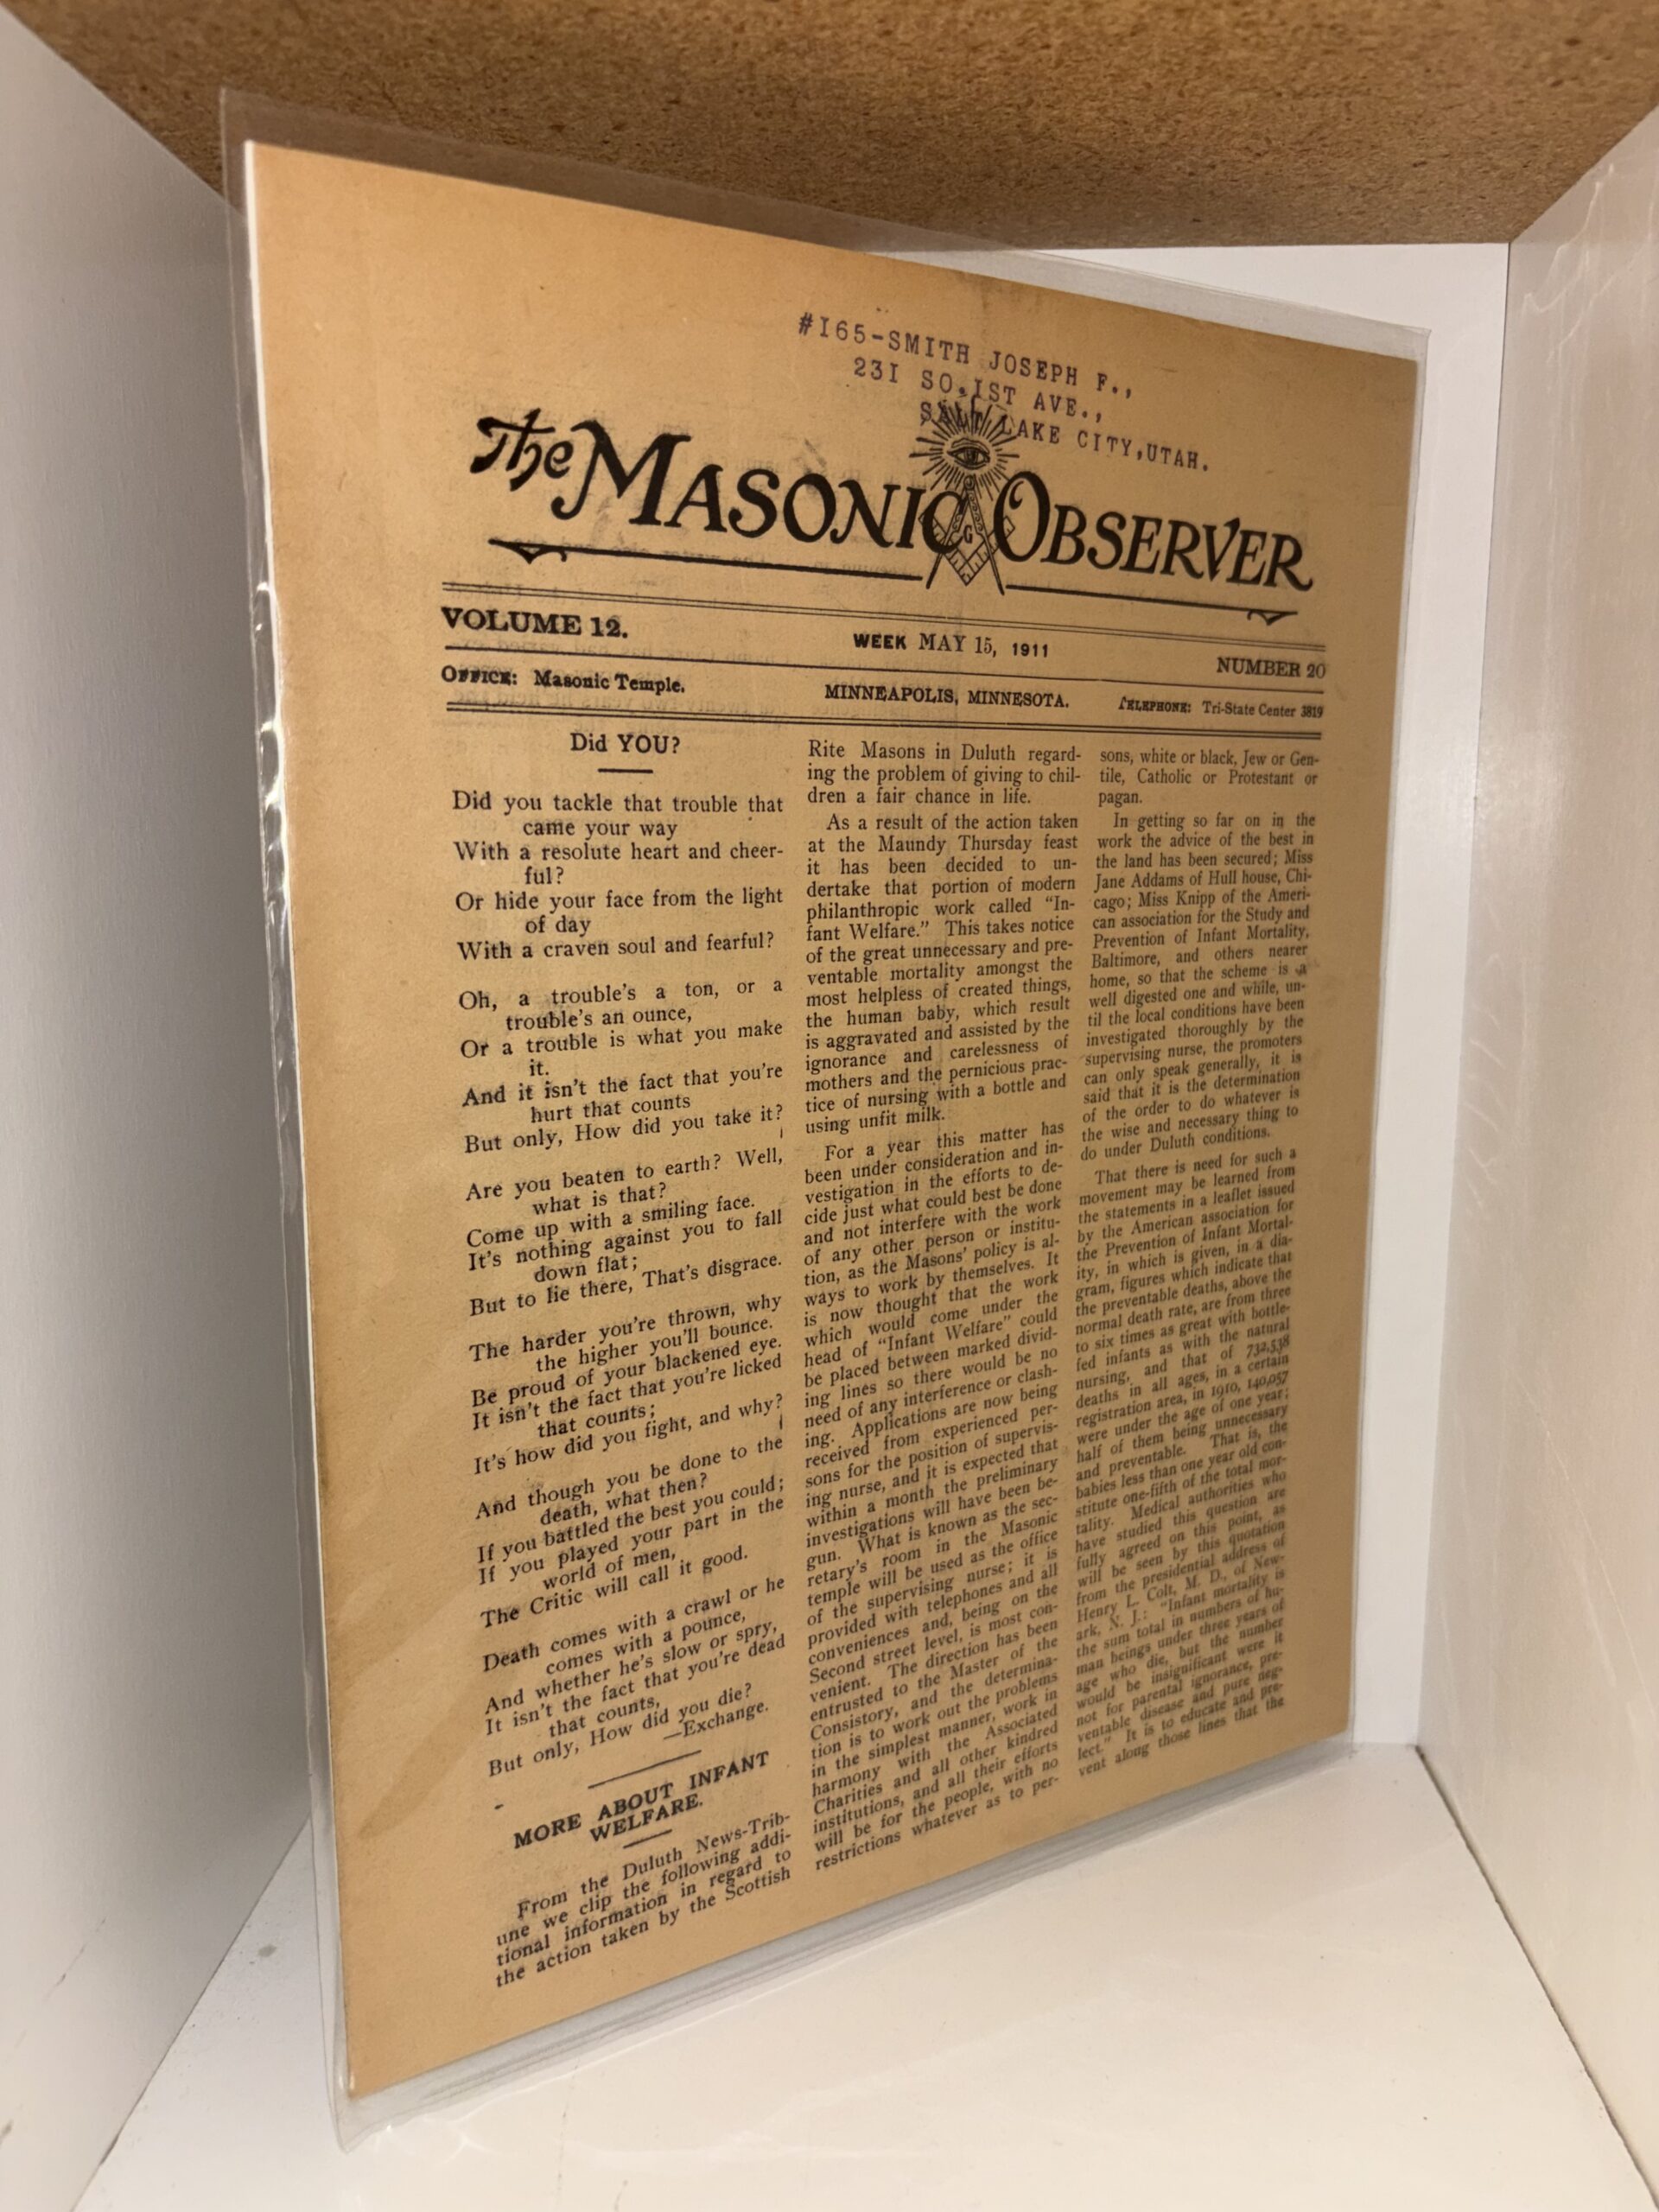 #I65-SMITH JOSEPH F.,
23I SO.IST AVE.,
SALT LAKE CITY,UTAH.
The MASONIC OBSERVER
G
VOLUME 12.
WEEK MAY 15, 1911
NUMBER 20
OFFICE: Masonic Temple.
MINNEAPOLIS, MINNESOTA.
TELEPHONE: Tri-State Center 3819
Did YOU?
Did you tackle that trouble that
came your way
With a resolute heart and cheer-
ful?
Or hide your face from the light
of day
With a craven soul and fearful?
Oh, a trouble's a ton, or a
trouble's an ounce,
Or a trouble is what you make
it.
And it isn't the fact that you're
hurt that counts
But only, How did you take it?
Are you beaten to earth? Well,
what is that?
Come up with a smiling face.
It's nothing against you to fall
down flat;
But to lie there, That's disgrace.
The harder you're thrown, why
the higher you'll bounce.
Be proud of your blackened eye.
It isn't the fact that you're licked
that counts;
It's how did you fight, and why?
And though you be done to the
death, what then?
If you battled the best you could;
If you played your part in the
world of men,
The Critic will call it good.
Death comes with a crawl or he
comes with a pounce,
And whether he's slow or spry,
It isn't the fact that you're dead
that counts,
But only, How did you die?
—Exchange.
MORE ABOUT INFANT
WELFARE.
From the Duluth News-Trib-
une we clip the following addi-
tional information in regard to
the action taken by the Scottish
Rite Masons in Duluth regard-
ing the problem of giving to chil-
dren a fair chance in life.
As a result of the action taken
at the Maundy Thursday feast
it has been decided to un-
dertake that portion of modern
philanthropic work called "In-
fant Welfare." This takes notice
of the great unnecessary and pre-
ventable mortality amongst the
most helpless of created things,
the human baby, which result
is aggravated and assisted by the
ignorance and carelessness of
mothers and the pernicious prac-
tice of nursing with a bottle and
using unfit milk.
For a year this matter has
been under consideration and in-
vestigation in the efforts to de-
cide just what could best be done
and not interfere with the work
of any other person or institu-
tion, as the Masons' policy is al-
ways to work by themselves. It
is now thought that the work
which would come under the
head of "Infant Welfare" could
be placed between marked divid-
ing lines so there would be no
need of any interference or clash-
ing. Applications are now being
received from experienced per-
sons for the position of supervis-
ing nurse, and it is expected that
within a month the preliminary
investigations will have been be-
gun. What is known as the sec-
retary's room in the Masonic
temple will be used as the office
of the supervising nurse; it is
provided with telephones and all
conveniences and, being on the
Second street level, is most con-
venient. The direction has been
entrusted to the Master of the
Consistory, and the determina-
tion is to work out the problems
in the simplest manner, work in
harmony with the Associated
Charities and all other kindred
institutions, and all their efforts
will be for the people, with no
restrictions whatever as to per-
sons, white or black, Jew or Gen-
tile, Catholic or Protestant or
pagan.
In getting so far on in the
work the advice of the best in
the land has been secured; Miss
Jane Addams of Hull house, Chi-
cago; Miss Knipp of the Ameri-
can association for the Study and
Prevention of Infant Mortality,
Baltimore, and others nearer
home, so that the scheme is a
well digested one and while, un-
til the local conditions have been
investigated thoroughly by the
supervising nurse, the promoters
can only speak generally, it is
said that it is the determination
of the order to do whatever is
the wise and necessary thing to
do under Duluth conditions.
That there is need for such a
movement may be learned from
the statements in a leaflet issued
by the American association for
the Prevention of Infant Mortal-
ity, in which is given, in a dia-
gram, figures which indicate that
the preventable deaths, above the
normal death rate, are from three
to six times as great with bottle-
fed infants as with the natural
nursing, and that of 732,538
deaths in all ages, in a certain
registration area, in 1910, 140,057
were under the age of one year;
half of them being unnecessary
and preventable. That is, the
babies less than one year old con-
stitute one-fifth of the total mor-
tality. Medical authorities who
have studied this question are
fully agreed on this point, as
will be seen by this quotation
from the presidential address of
Henry L. Colt, M. D., of New-
ark, N. J.: "Infant mortality is
the sum total in numbers of hu-
man beings under three years of
age who die, but the number
would be insignificant were it
not for parental ignorance, pre-
ventable disease and pure neg-
lect." It is to educate and pre-
vent along those lines that the